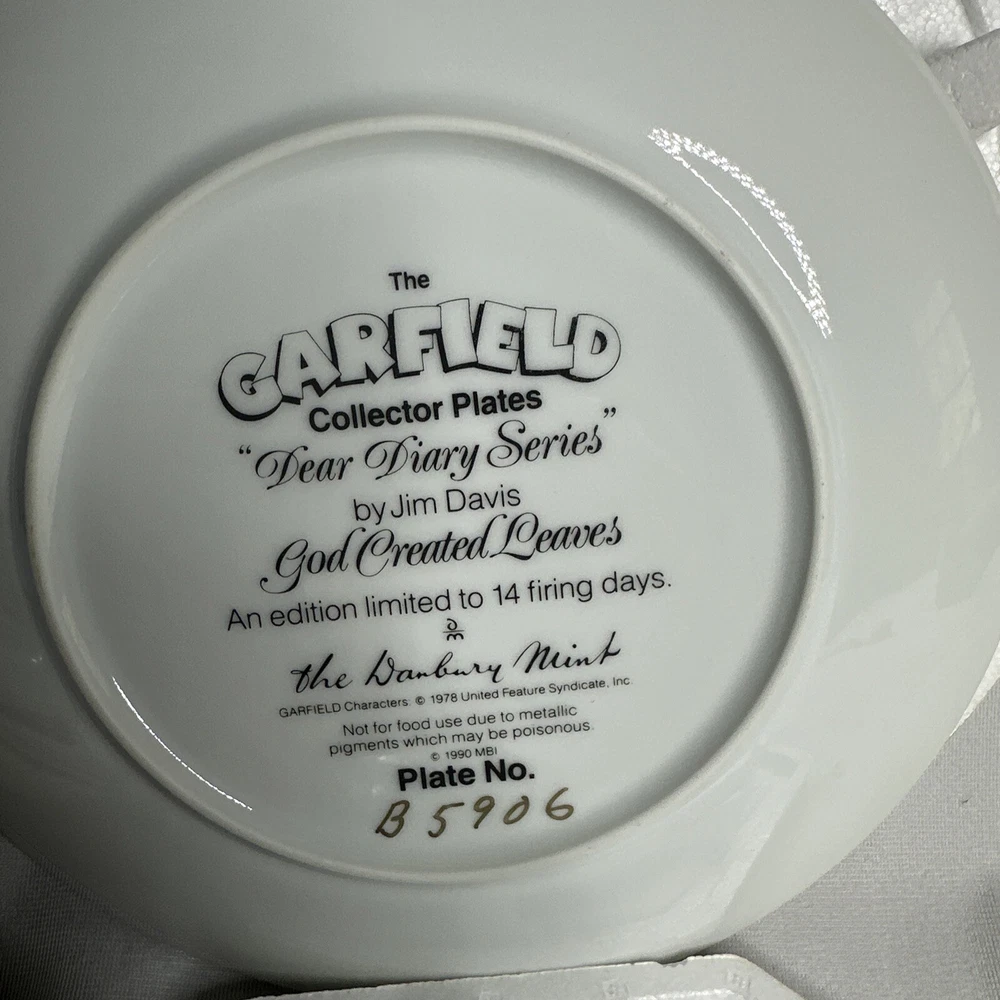 The
GARFIELD
Collector Plates
“Dear Diary Series”
by Jim Davis
God Created Leaves
An edition limited to 14 firing days.
the Danbury Mint
GARFIELD Characters © 1978 United Feature Syndicate, Inc.
Not for food use due to metallic
pigments which may be poisonous.
© 1990 MBI
Plate No.
B5906